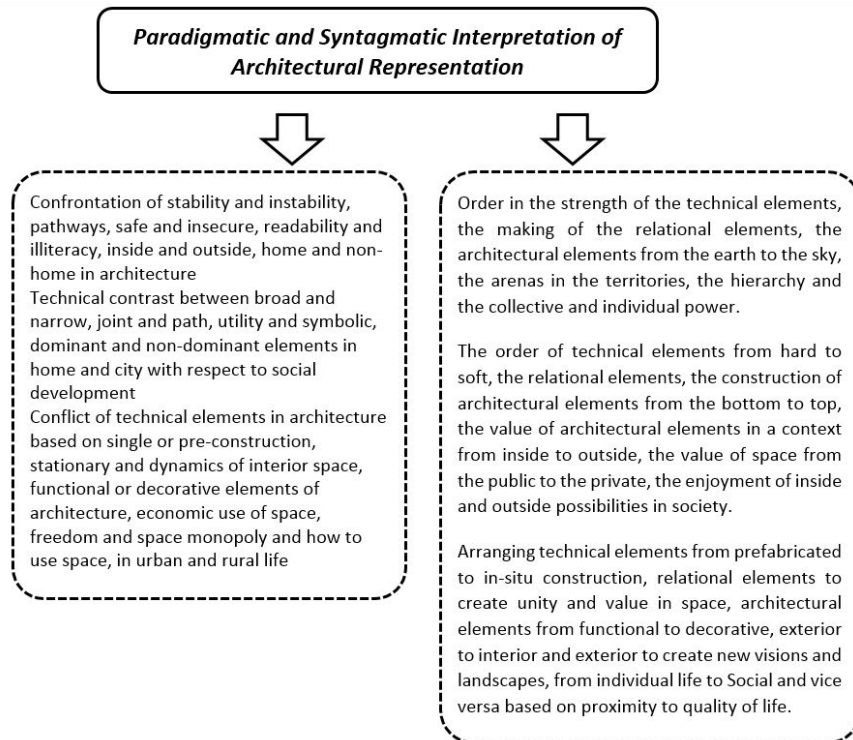 Paradigmatic and Syntagmatic Interpretation of
Architectural Representation
Confrontation of stability and instability,
pathways, safe and insecure, readability and
illiteracy, inside and outside, home and non-
home in architecture
Technical contrast between broad and
narrow, joint and path, utility and symbolic,
dominant and non-dominant elements in
home and city with respect to social
development
Conflict of technical elements in architecture
based on single or pre-construction,
stationary and dynamics of interior space,
functional or decorative elements of
architecture, economic use of space,
freedom and space monopoly and how to
use space, in urban and rural life
Order in the strength of the technical elements,
the making of the relational elements, the
architectural elements from the earth to the sky,
the arenas in the territories, the hierarchy and
the collective and individual power.
The order of technical elements from hard to
soft, the relational elements, the construction of
architectural elements from the bottom to top,
the value of architectural elements in a context
from inside to outside, the value of space from
the public to the private, the enjoyment of inside
and outside possibilities in society.
Arranging technical elements from prefabricated
to in-situ construction, relational elements to
create unity and value in space, architectural
elements from functional to decorative, exterior
to interior and exterior to create new visions and
landscapes, from individual life to Social and vice
versa based on proximity to quality of life.